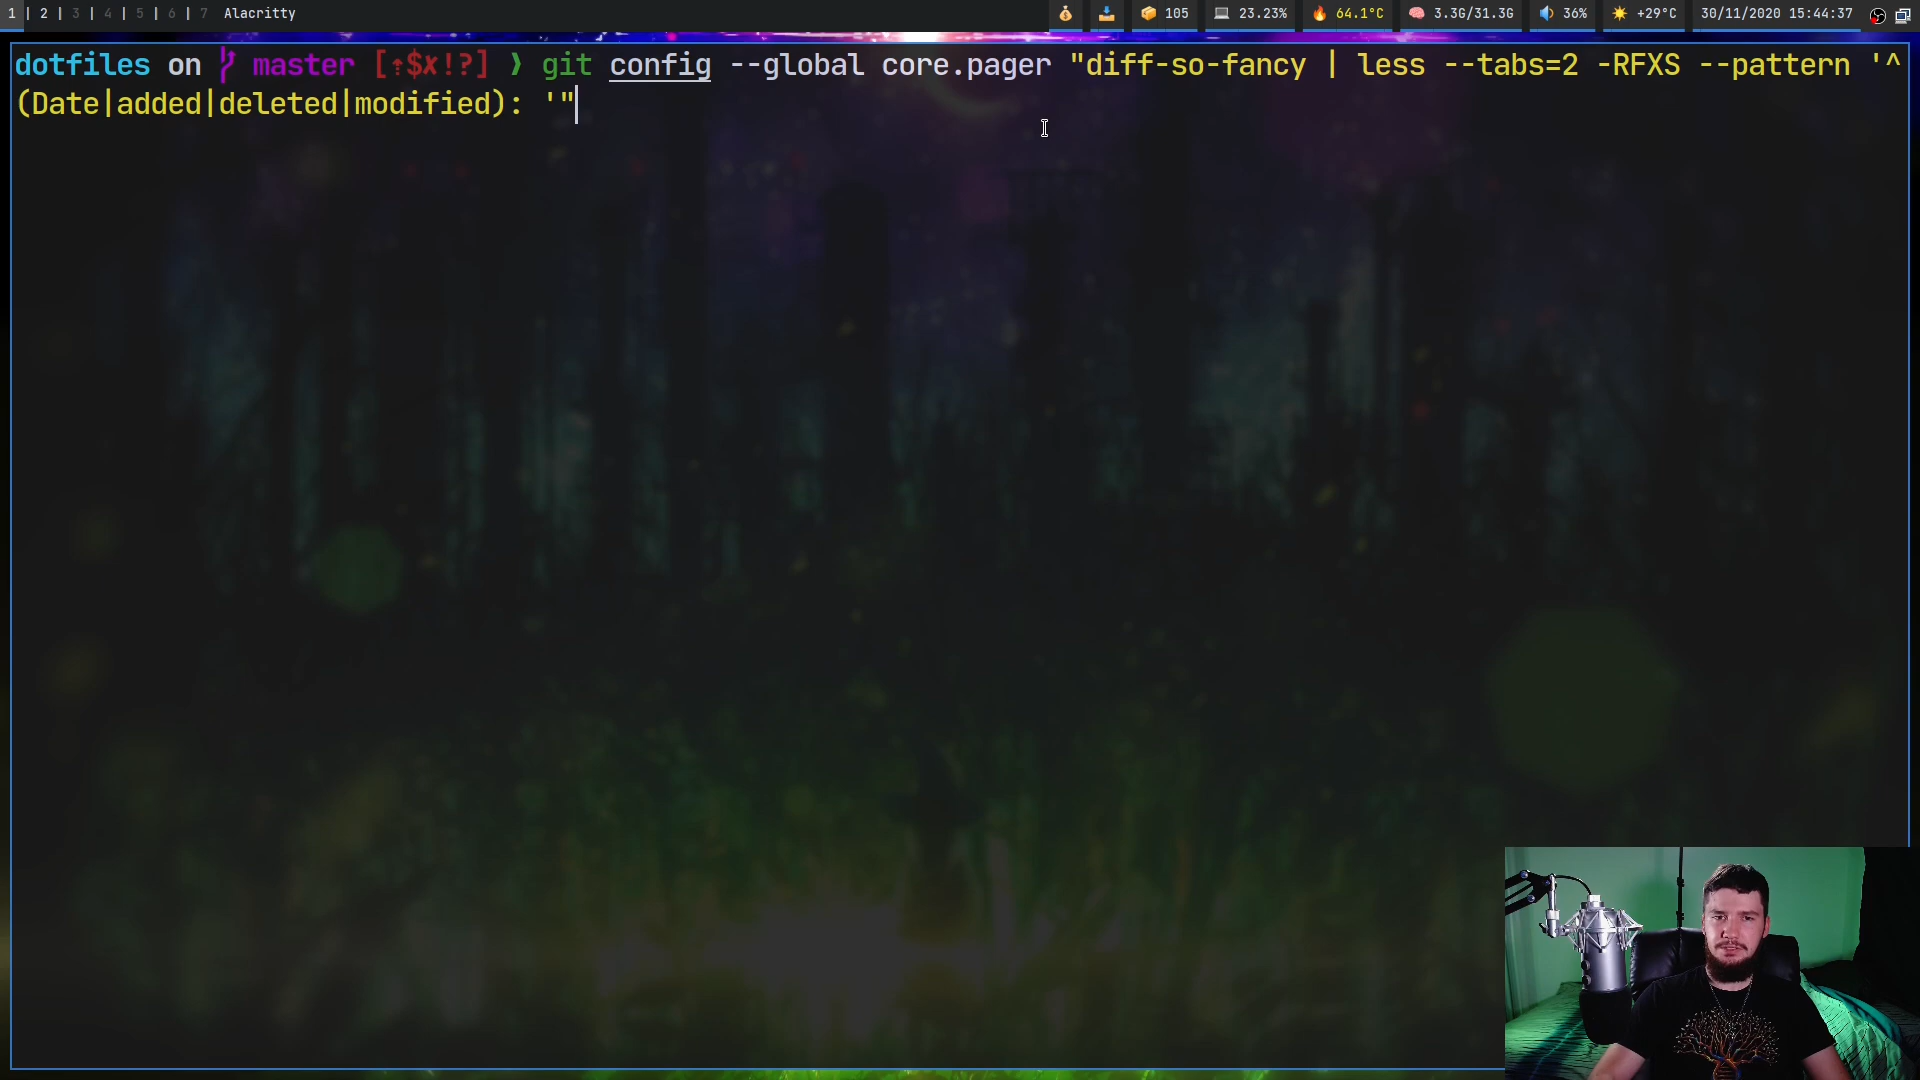 1 | 2 | 3 | 4 | 5 | 6 | 7 Alacritty 105 23.23% 64.1°C 3.3G/31.3G 36% +29°C 30/11/2020 15:44:37
dotfiles on master [⇡$✘!?] ❯ git config --global core.pager "diff-so-fancy | less --tabs=2 -RFXS --pattern '^
(Date|added|deleted|modified): '"